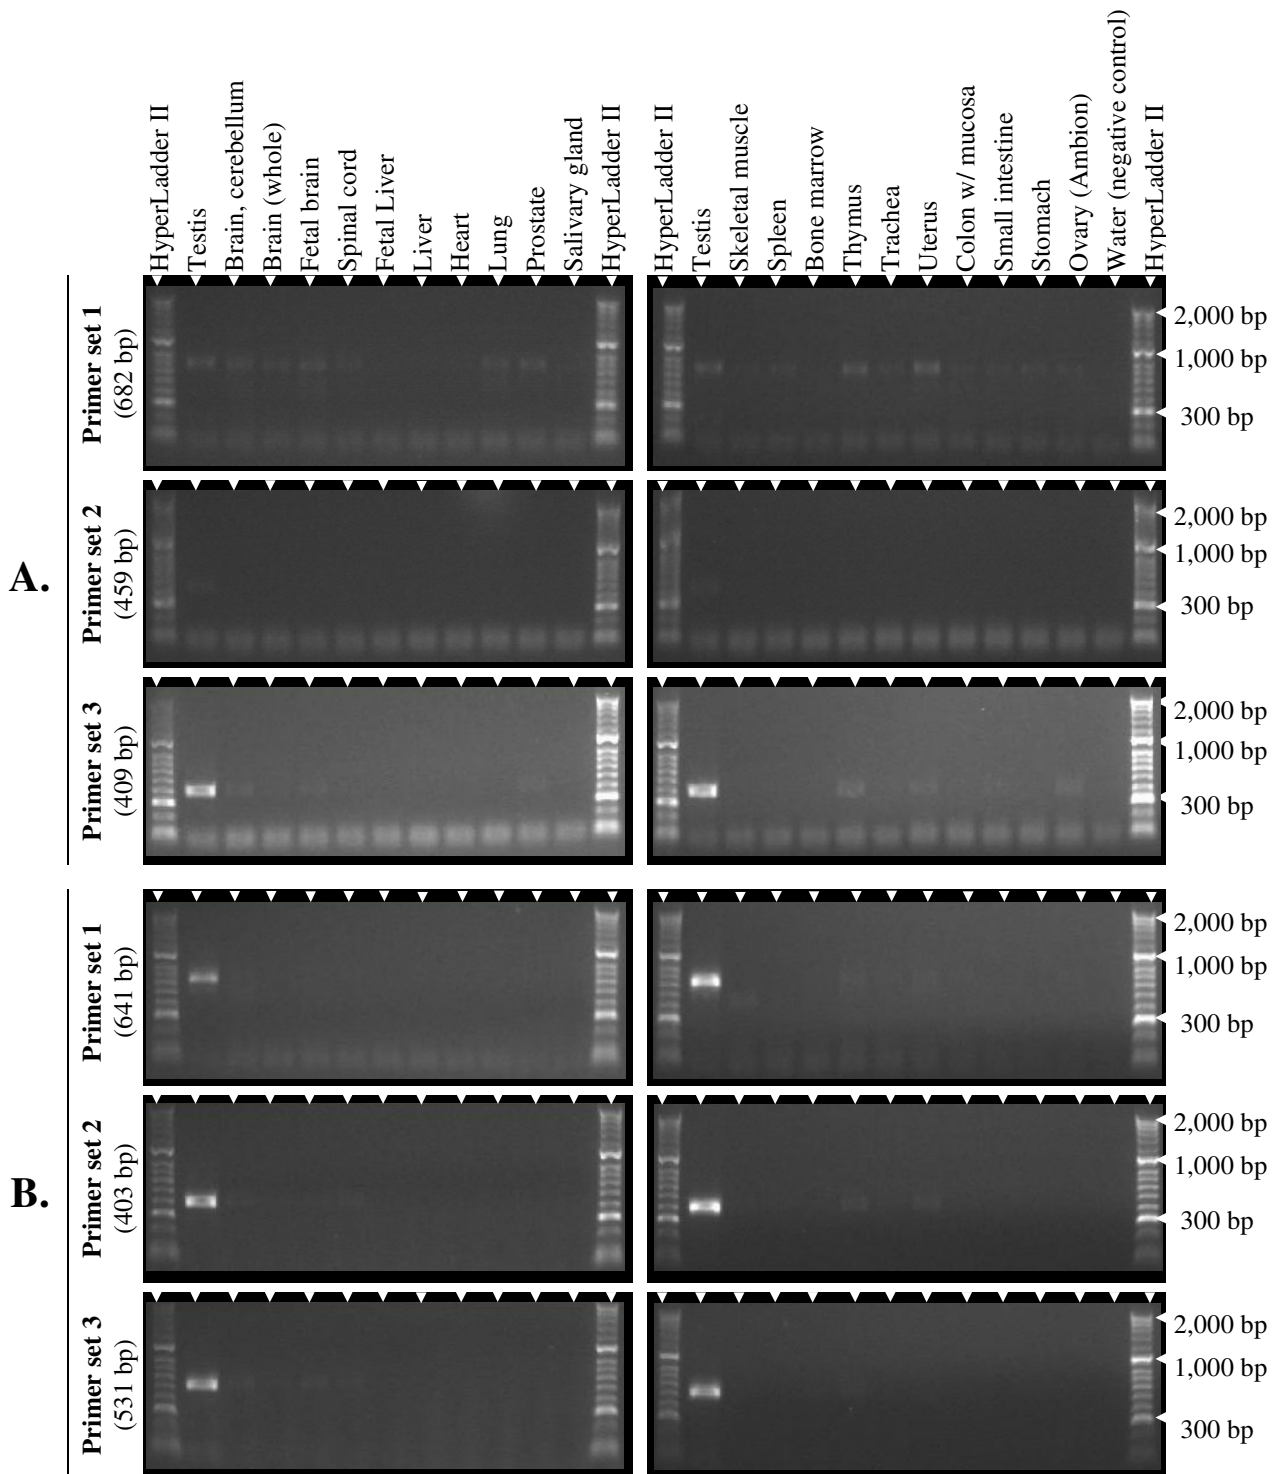 HyperLadder II
Testis
Brain, cerebellum
Brain (whole)
Fetal brain
Spinal cord
Fetal Liver
Liver
Heart
Lung
Prostate
Salivary gland
HyperLadder II
HyperLadder II
Testis
Skeletal muscle
Spleen
Bone marrow
Thymus
Trachea
Uterus
Colon w/ mucosa
Small intestine
Stomach
Ovary (Ambion)
Water (negative control)
HyperLadder II
A.
Primer set 1
(682 bp)
2,000 bp
1,000 bp
300 bp
Primer set 2
(459 bp)
2,000 bp
1,000 bp
300 bp
Primer set 3
(409 bp)
2,000 bp
1,000 bp
300 bp
B.
Primer set 1
(641 bp)
2,000 bp
1,000 bp
300 bp
Primer set 2
(403 bp)
2,000 bp
1,000 bp
300 bp
Primer set 3
(531 bp)
2,000 bp
1,000 bp
300 bp